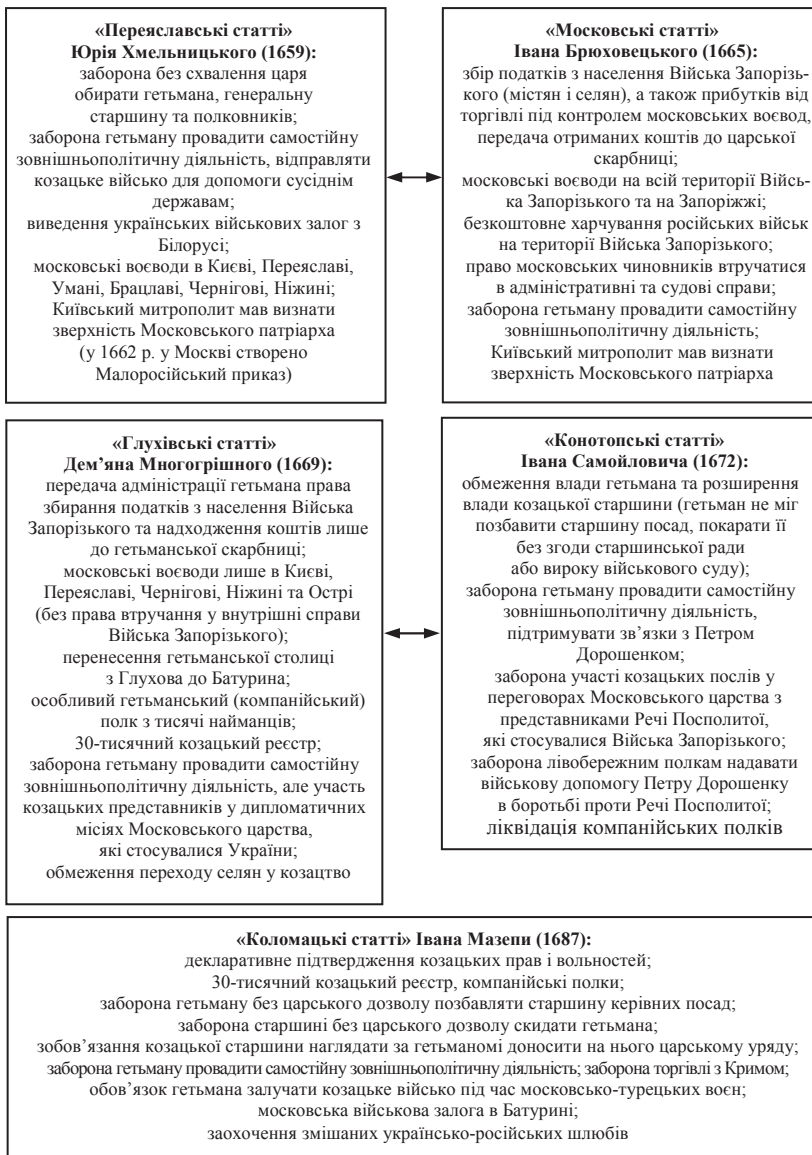 «Переяславські статті»
Юрія Хмельницького (1659):
заборона без схвалення царя
обирати гетьмана, генеральну
старшину та полковників;
заборона гетьману провадити самостійну
зовнішньополітичну діяльність, відправляти
козацьке військо для допомоги сусіднім
державам;
виведення українських військових залог з
Білорусі;
московські воєводи в Києві, Переяславі,
Умані, Брацлаві, Чернігові, Ніжині;
Київський митрополит мав визнати
зверхність Московського патріарха
(у 1662 р. у Москві створено
Малоросійський приказ)
«Московські статті»
Івана Брюховецького (1665):
збір податків з населення Війська Запорізь-
кого (містян і селян), а також прибутків від
торгівлі під контролем московських воєвод,
передача отриманих коштів до царської
скарбниці;
московські воєводи на всій території Війсь-
ка Запорізького та на Запоріжжі;
безкоштовне харчування російських військ
на території Війська Запорізького;
право московських чиновників втручатися
в адміністративні та судові справи;
заборона гетьману провадити самостійну
зовнішньополітичну діяльність;
Київський митрополит мав визнати
зверхність Московського патріарха
«Глухівські статті»
Дем’яна Многогрішного (1669):
передача адміністрації гетьмана права
збирання податків з населення Війська
Запорізького та надходження коштів лише
до гетьманської скарбниці;
московські воєводи лише в Києві,
Переяславі, Чернігові, Ніжині та Острі
(без права втручання у внутрішні справи
Війська Запорізького);
перенесення гетьманської столиці
з Глухова до Батурина;
особливий гетьманський (компанійський)
полк з тисячі найманців;
30-тисячний козацький реєстр;
заборона гетьману провадити самостійну
зовнішньополітичну діяльність, але участь
козацьких представників у дипломатичних
місіях Московського царства,
які стосувалися України;
обмеження переходу селян у козацтво
«Конотопські статті»
Івана Самойловича (1672):
обмеження влади гетьмана та розширення
влади козацької старшини (гетьман не міг
позбавити старшину посад, покарати її
без згоди старшинської ради
або вироку військового суду);
заборона гетьману провадити самостійну
зовнішньополітичну діяльність,
підтримувати зв’язки з Петром
Дорошенком;
заборона участі козацьких послів у
переговорах Московського царства з
представниками Речі Посполитої,
які стосувалися Війська Запорізького;
заборона лівобережним полкам надавати
військову допомогу Петру Дорошенку
в боротьбі проти Речі Посполитої;
ліквідація компанійських полків
«Коломацькі статті» Івана Мазепи (1687):
декларативне підтвердження козацьких прав і вольностей;
30-тисячний козацький реєстр, компанійські полки;
заборона гетьману без царського дозволу позбавляти старшину керівних посад;
заборона старшині без царського дозволу скидати гетьмана;
зобов’язання козацької старшини наглядати за гетьманомі доносити на нього царському уряду;
заборона гетьману провадити самостійну зовнішньополітичну діяльність; заборона торгівлі з Кримом;
обов’язок гетьмана залучати козацьке військо під час московсько-турецьких воєн;
московська військова залога в Батурині;
заохочення змішаних українсько-російських шлюбів